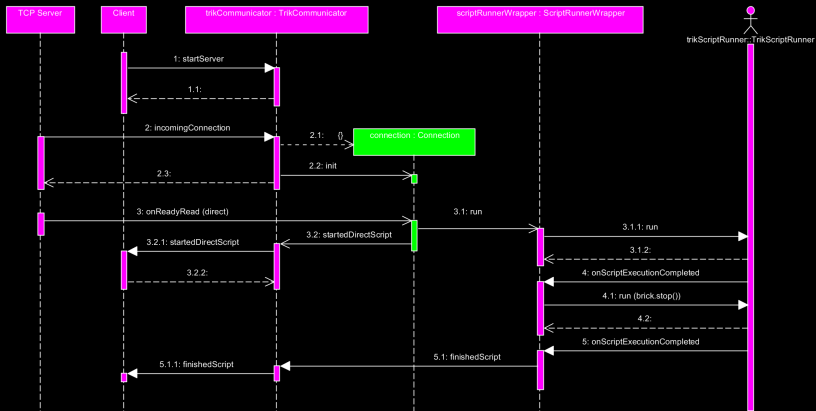 TCP Server
Client
trikCommunicator : TrikCommunicator
scriptRunnerWrapper : ScriptRunnerWrapper
trikScriptRunner::TrikScriptRunner
1: startServer
1.1:
2: incomingConnection
2.1: {}
connection : Connection
2.2: init
2.3:
3: onReadyRead (direct)
3.1: run
3.1.1: run
3.2: startedDirectScript
3.2.1: startedDirectScript
3.1.2:
3.2.2:
4: onScriptExecutionCompleted
4.1: run (brick.stop())
4.2:
5: onScriptExecutionCompleted
5.1: finishedScript
5.1.1: finishedScript